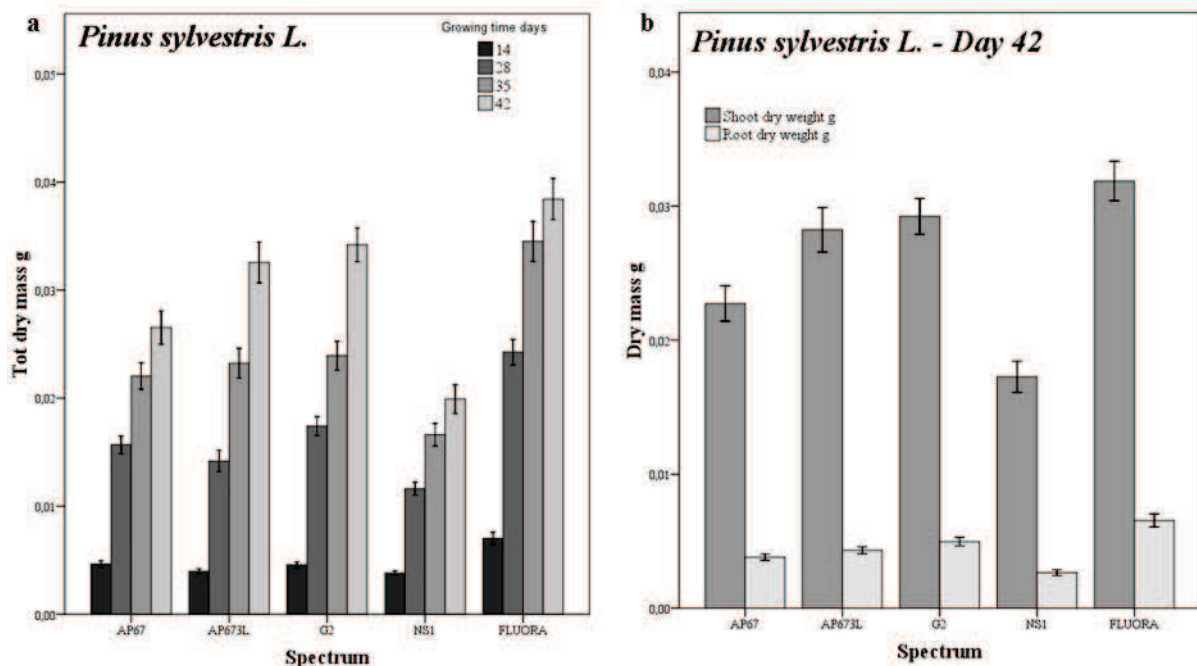 a
Pinus sylvestris L.
Growing time days
14
28
35
42
Tot dry mass g
0,05
0,04
0,03
0,02
0,01
0,00
AP67 AP673L G2 NS1 FLUORA
Spectrum
b
Pinus sylvestris L. - Day 42
Shoot dry weight g
Root dry weight g
Dry mass g
0,04
0,03
0,02
0,01
0,00
AP67 AP673L G2 NS1 FLUORA
Spectrum